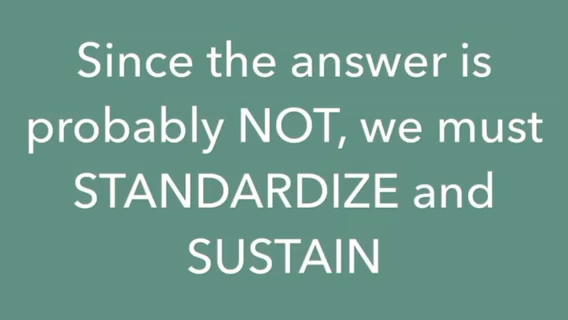 Since the answer is
probably NOT, we must
STANDARDIZE and
SUSTAIN